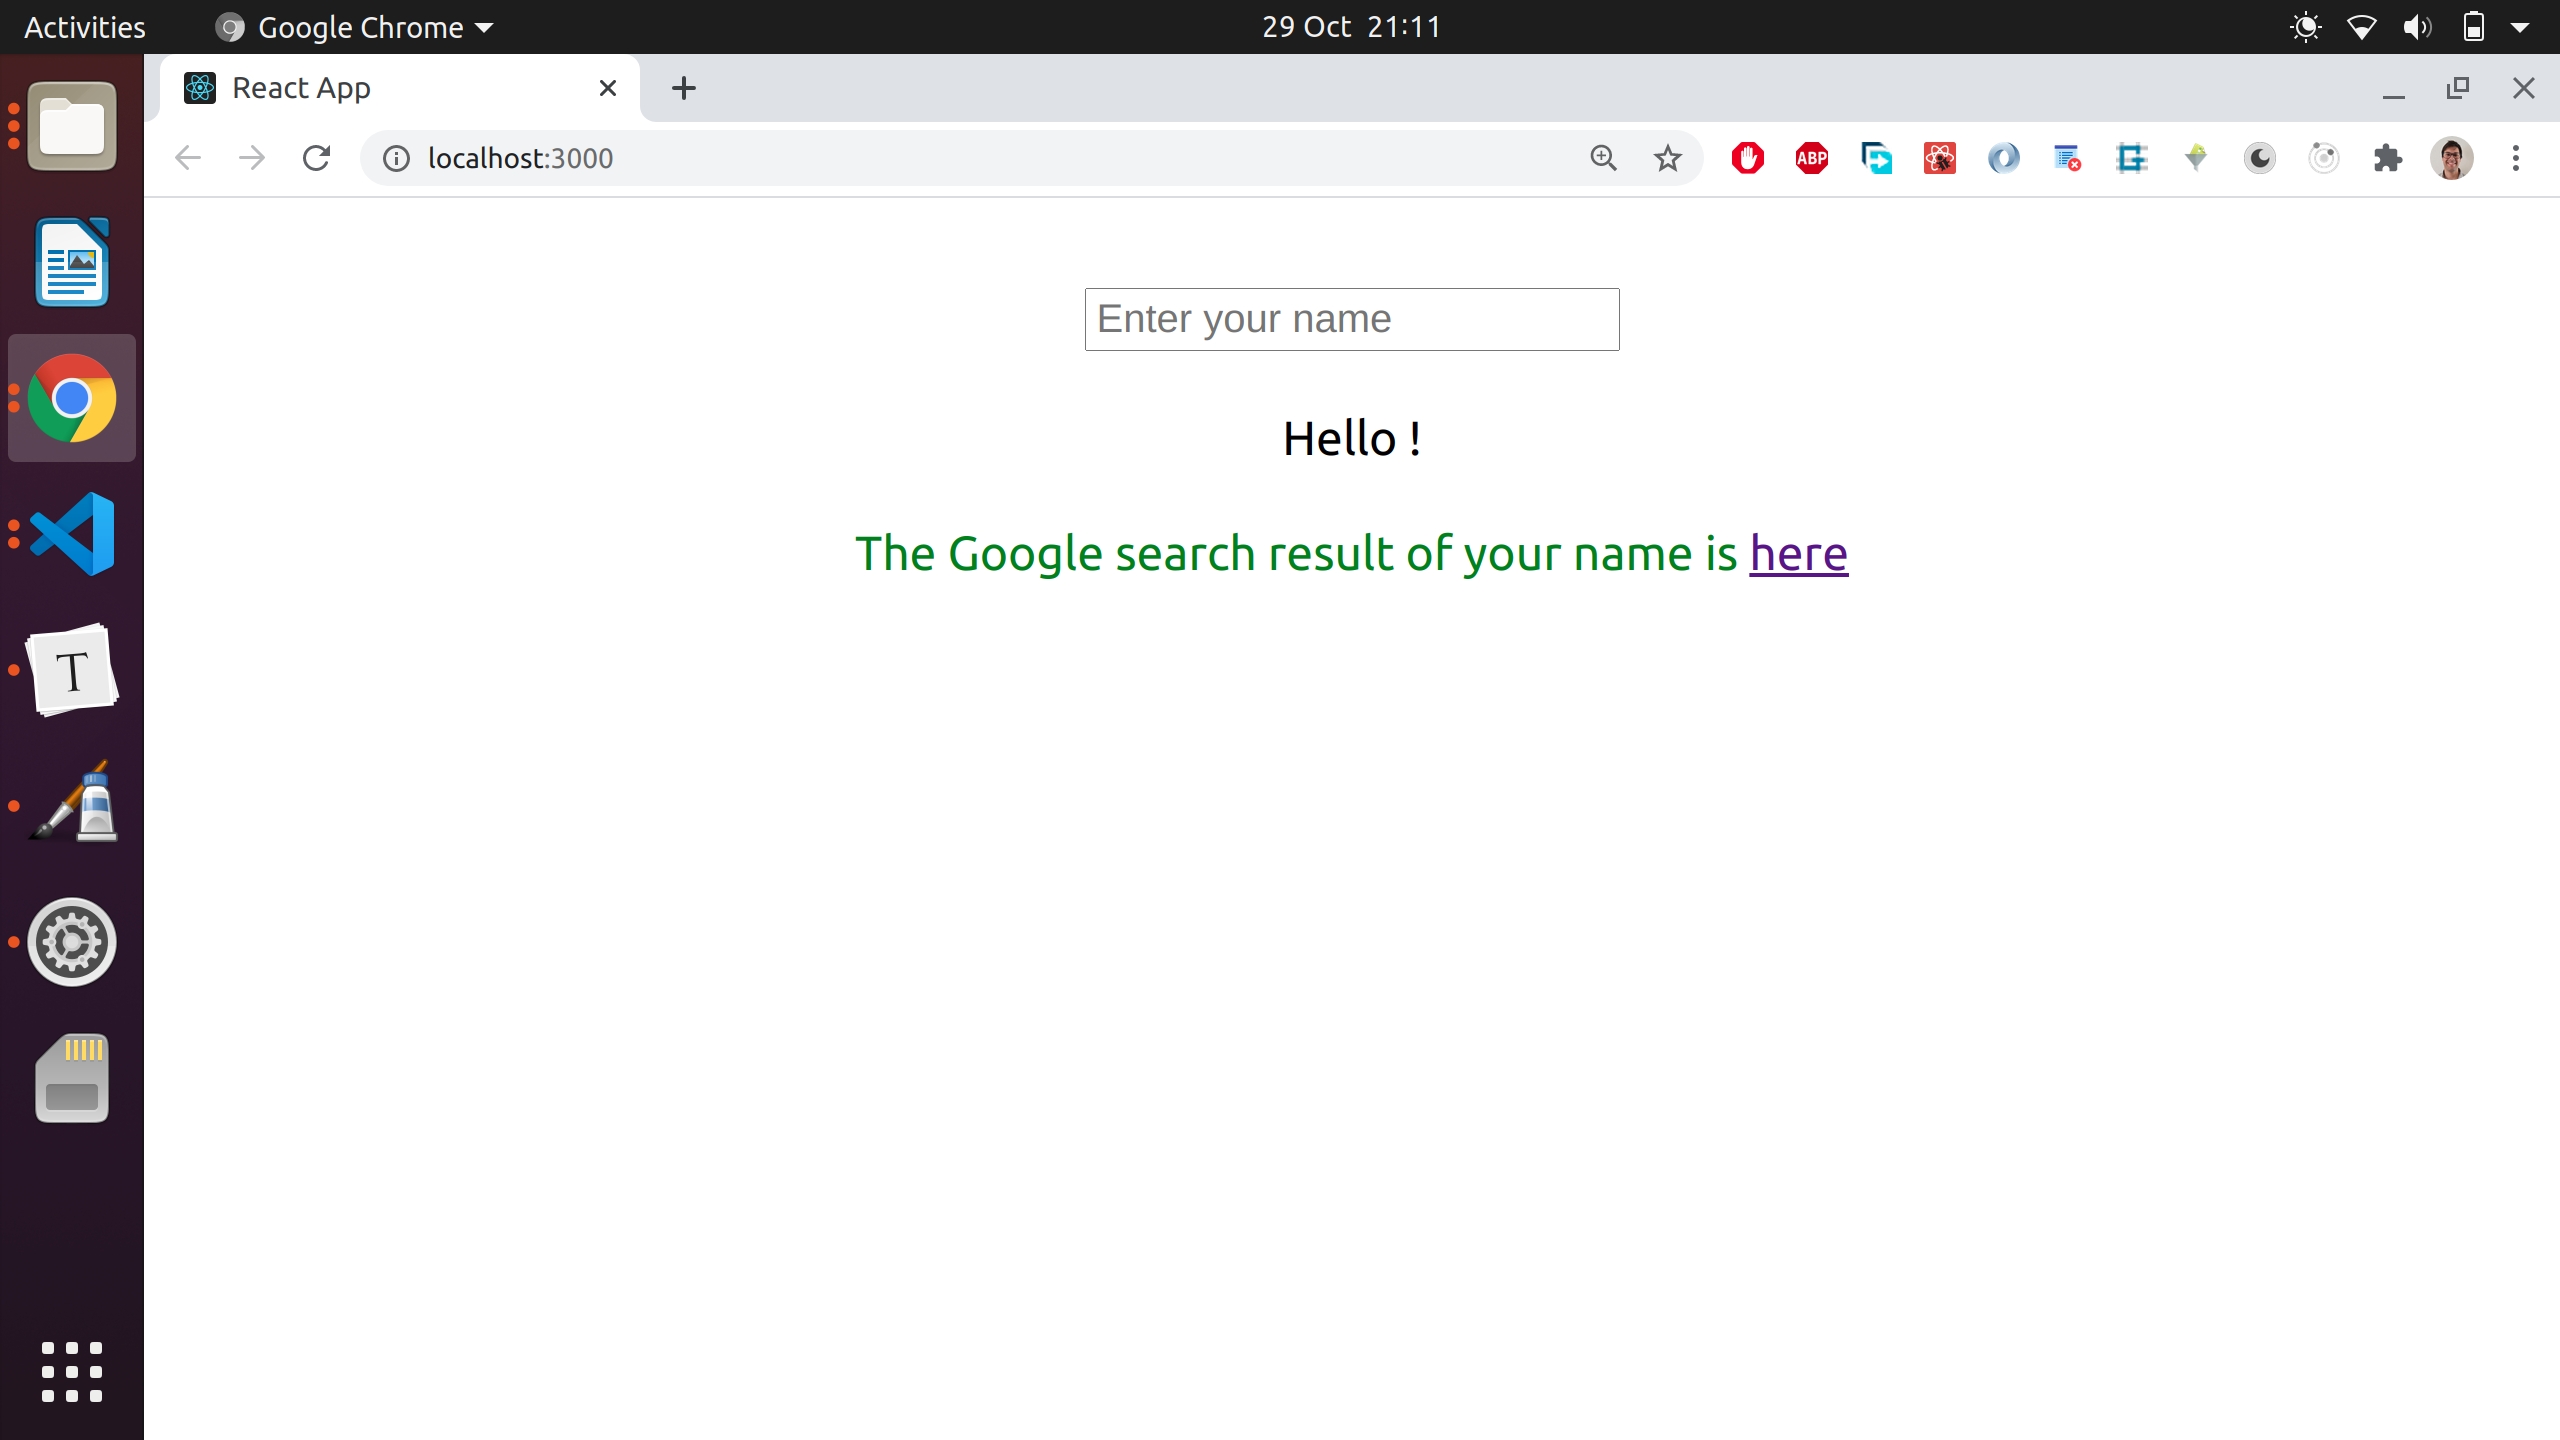 Activities
Google Chrome
29 Oct 21:11
React App
localhost:3000
ABP
Enter your name
Hello !
The Google search result of your name is here
T